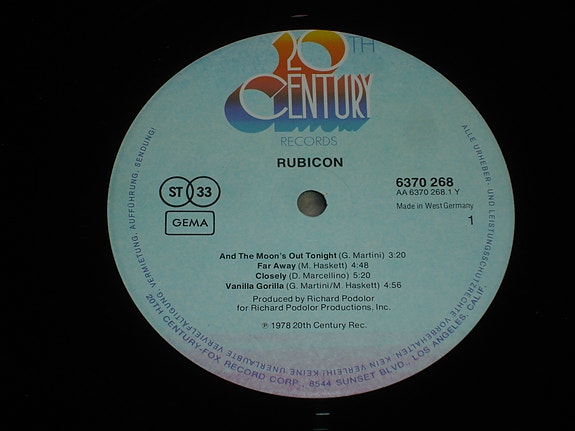 20TH
CENTURY
RECORDS
RUBICON
ST 33
GEMA
6370 268
AA 6370 268.1 Y
Made in West Germany
1
And The Moon's Out Tonight (G. Martini) 3:20
Far Away (M. Haskett) 4:48
Closely (D. Marcellino) 5:20
Vanilla Gorilla (G. Martini/M. Haskett) 4:56
Produced by Richard Podolor
for Richard Podolor Productions, Inc.
℗ 1978 20th Century Rec.
ALLE URHEBER- UND LEISTUNGSSCHUTZRECHTE VORBEHALTEN KEIN VERLEIH! KEINE UNERLAUBTE VERVIELFÄLTIGUNG, VERMIETUNG, AUFFÜHRUNG, SENDUNG!
20TH CENTURY-FOX RECORD CORP., 8544 SUNSET BLVD., LOS ANGELES, CALIF.